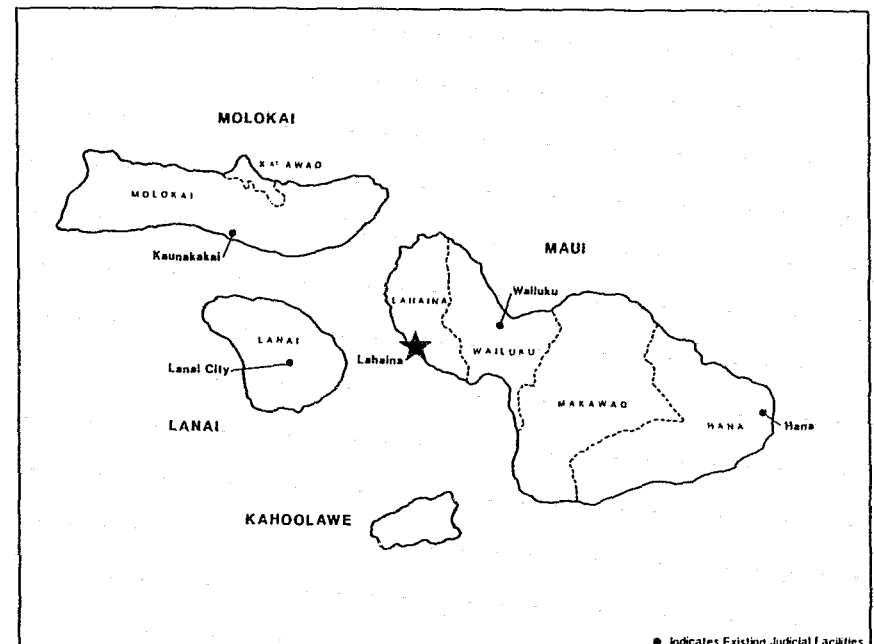 MOLOKAI
MOLOKAI
Kaunakakai
MAUI
LAHAINA
Wailuku
WAILUKU
Lahaina
LANAI
Lanai City
LANAI
MAKAWAO
HANA
Hana
KAHOOLAWE
● Indicates Existing Judicial Facilities